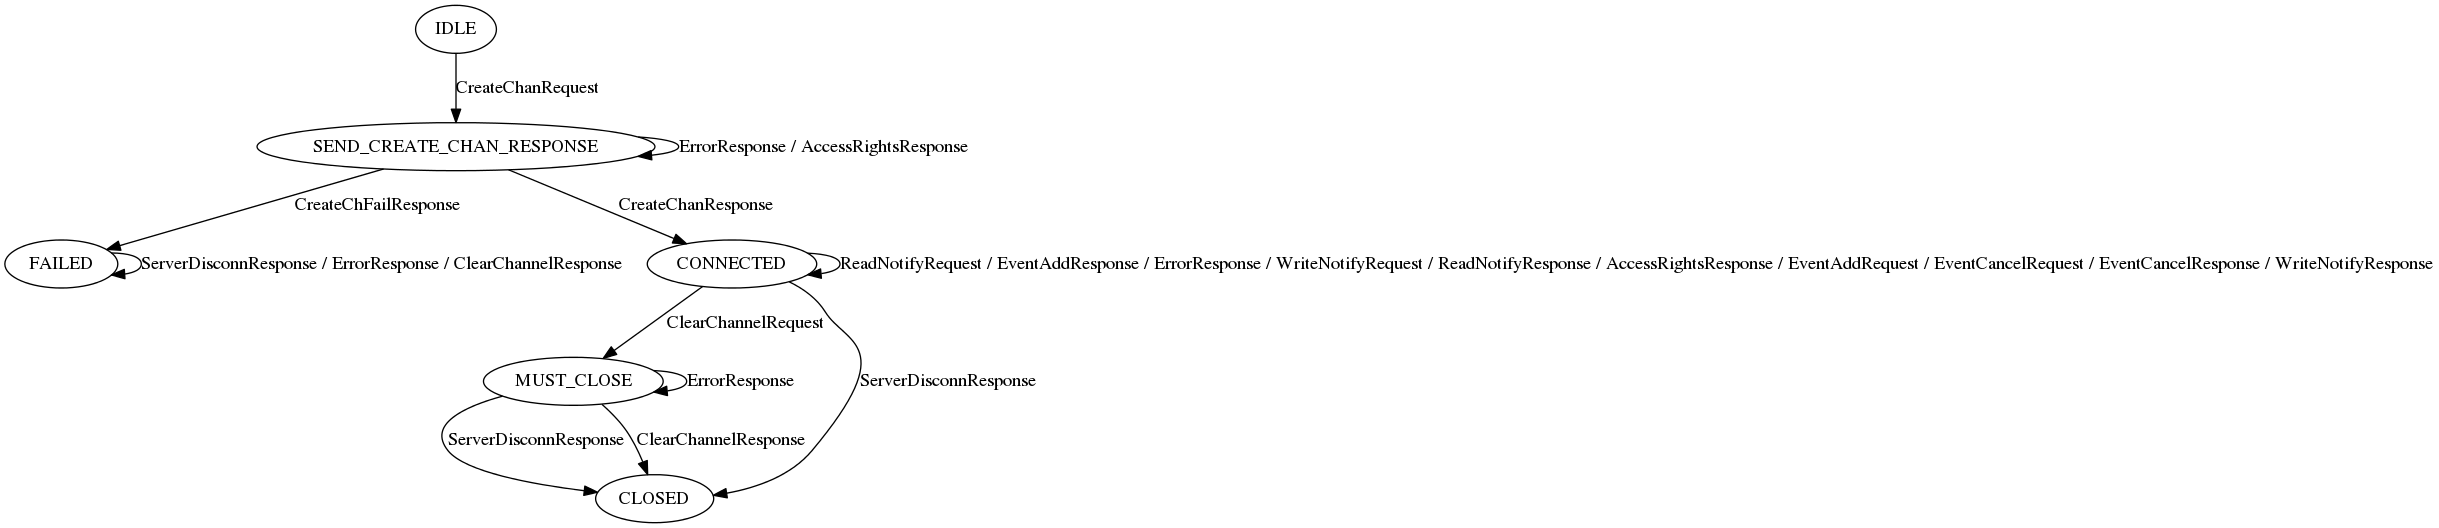 IDLE
CreateChanRequest
SEND_CREATE_CHAN_RESPONSE
ErrorResponse / AccessRightsResponse
CreateChFailResponse
CreateChanResponse
FAILED
ServerDisconnResponse / ErrorResponse / ClearChannelResponse
CONNECTED
ReadNotifyRequest / EventAddResponse / ErrorResponse / WriteNotifyRequest / ReadNotifyResponse / AccessRightsResponse / EventAddRequest / EventCancelRequest / EventCancelResponse / WriteNotifyResponse
ClearChannelRequest
MUST_CLOSE
ErrorResponse
ServerDisconnResponse
ServerDisconnResponse
ClearChannelResponse
CLOSED